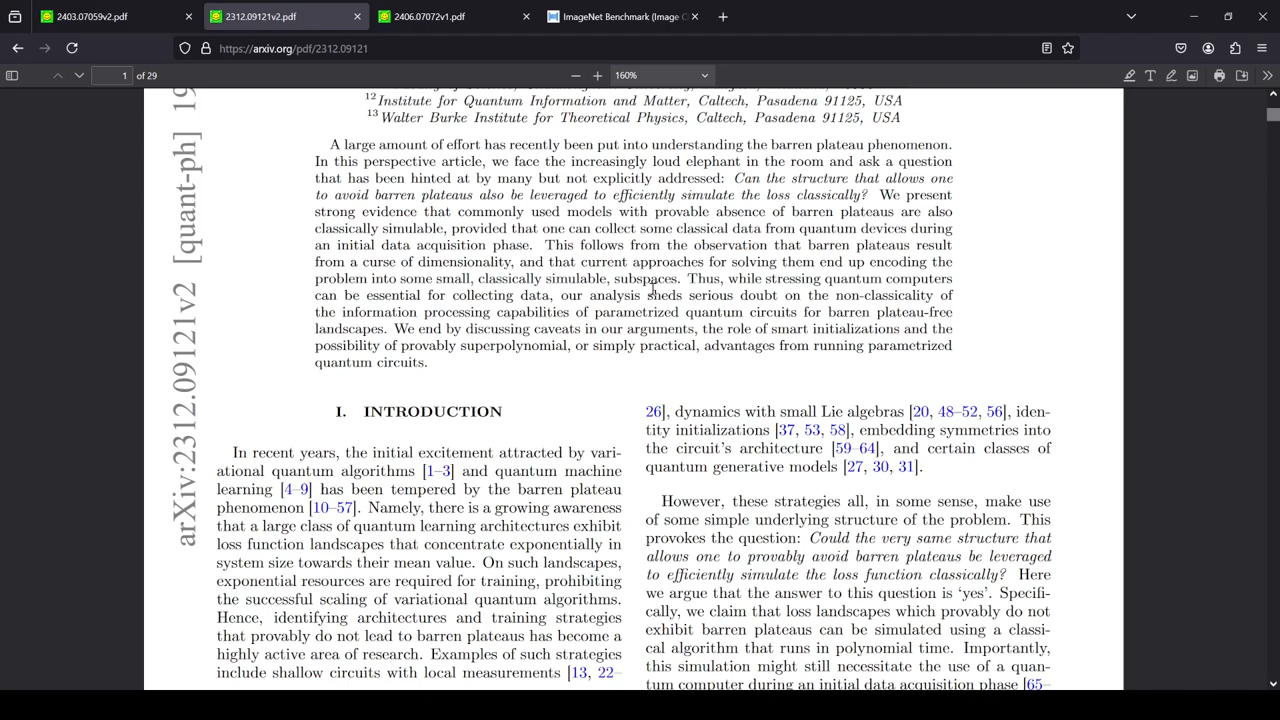 2403.07059v2.pdf
2312.09121v2.pdf
2406.07072v1.pdf
ImageNet Benchmark (Image C
https://arxiv.org/pdf/2312.09121
1 of 29
160%
12Institute for Quantum Information and Matter, Caltech, Pasadena 91125, USA
13Walter Burke Institute for Theoretical Physics, Caltech, Pasadena 91125, USA
A large amount of effort has recently been put into understanding the barren plateau phenomenon.
In this perspective article, we face the increasingly loud elephant in the room and ask a question
that has been hinted at by many but not explicitly addressed: Can the structure that allows one
to avoid barren plateaus also be leveraged to efficiently simulate the loss classically? We present
strong evidence that commonly used models with provable absence of barren plateaus are also
classically simulable, provided that one can collect some classical data from quantum devices during
an initial data acquisition phase. This follows from the observation that barren plateaus result
from a curse of dimensionality, and that current approaches for solving them end up encoding the
problem into some small, classically simulable, subspaces. Thus, while stressing quantum computers
can be essential for collecting data, our analysis sheds serious doubt on the non-classicality of
the information processing capabilities of parametrized quantum circuits for barren plateau-free
landscapes. We end by discussing caveats in our arguments, the role of smart initializations and the
possibility of provably superpolynomial, or simply practical, advantages from running parametrized
quantum circuits.
arXiv:2312.09121v2 [quant-ph] 19
I. INTRODUCTION
In recent years, the initial excitement attracted by vari-
ational quantum algorithms [1–3] and quantum machine
learning [4–9] has been tempered by the barren plateau
phenomenon [10–57]. Namely, there is a growing awareness
that a large class of quantum learning architectures exhibit
loss function landscapes that concentrate exponentially in
system size towards their mean value. On such landscapes,
exponential resources are required for training, prohibiting
the successful scaling of variational quantum algorithms.
Hence, identifying architectures and training strategies
that provably do not lead to barren plateaus has become a
highly active area of research. Examples of such strategies
include shallow circuits with local measurements [13, 22–
26], dynamics with small Lie algebras [20, 48–52, 56], iden-
tity initializations [37, 53, 58], embedding symmetries into
the circuit's architecture [59–64], and certain classes of
quantum generative models [27, 30, 31].
However, these strategies all, in some sense, make use
of some simple underlying structure of the problem. This
provokes the question: Could the very same structure that
allows one to provably avoid barren plateaus be leveraged
to efficiently simulate the loss function classically? Here
we argue that the answer to this question is 'yes'. Specifi-
cally, we claim that loss landscapes which provably do not
exhibit barren plateaus can be simulated using a classi-
cal algorithm that runs in polynomial time. Importantly,
this simulation might still necessitate the use of a quan-
tum computer during an initial data acquisition phase [65–